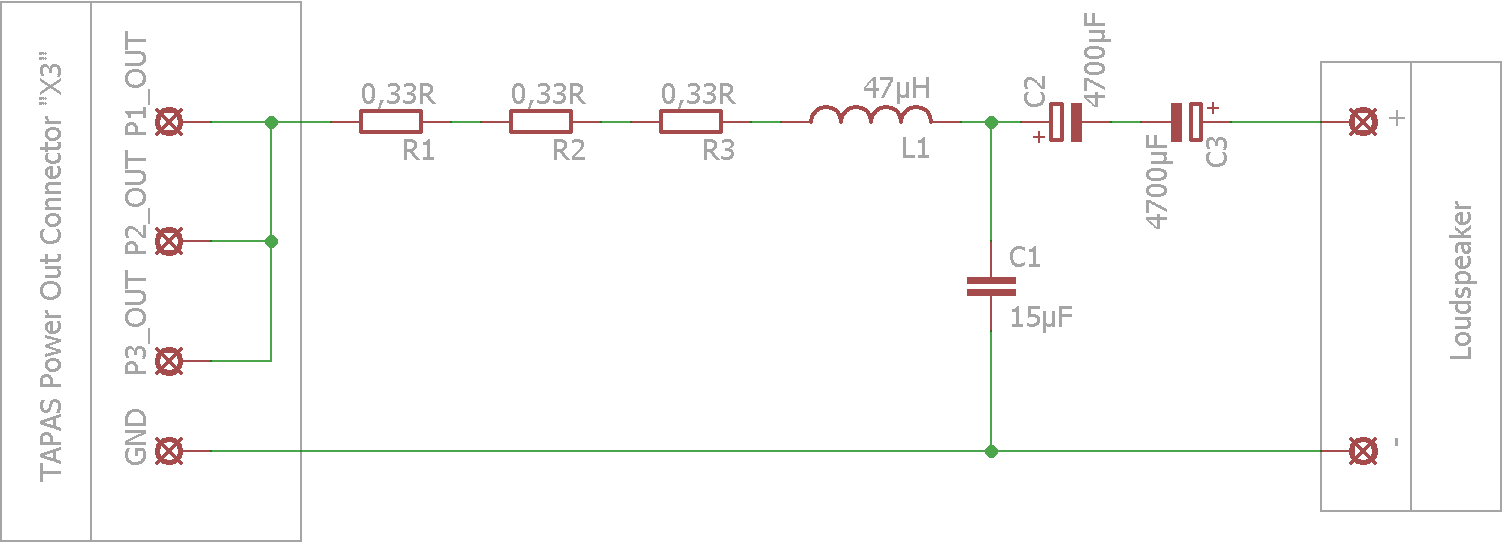 TAPAS Power Out Connector "X3"
P1_OUT
P2_OUT
P3_OUT
GND
0,33R
R1
0,33R
R2
0,33R
R3
47µH
L1
C1
15µF
C2
+
4700µF
4700µF
+
C3
+
-
Loudspeaker